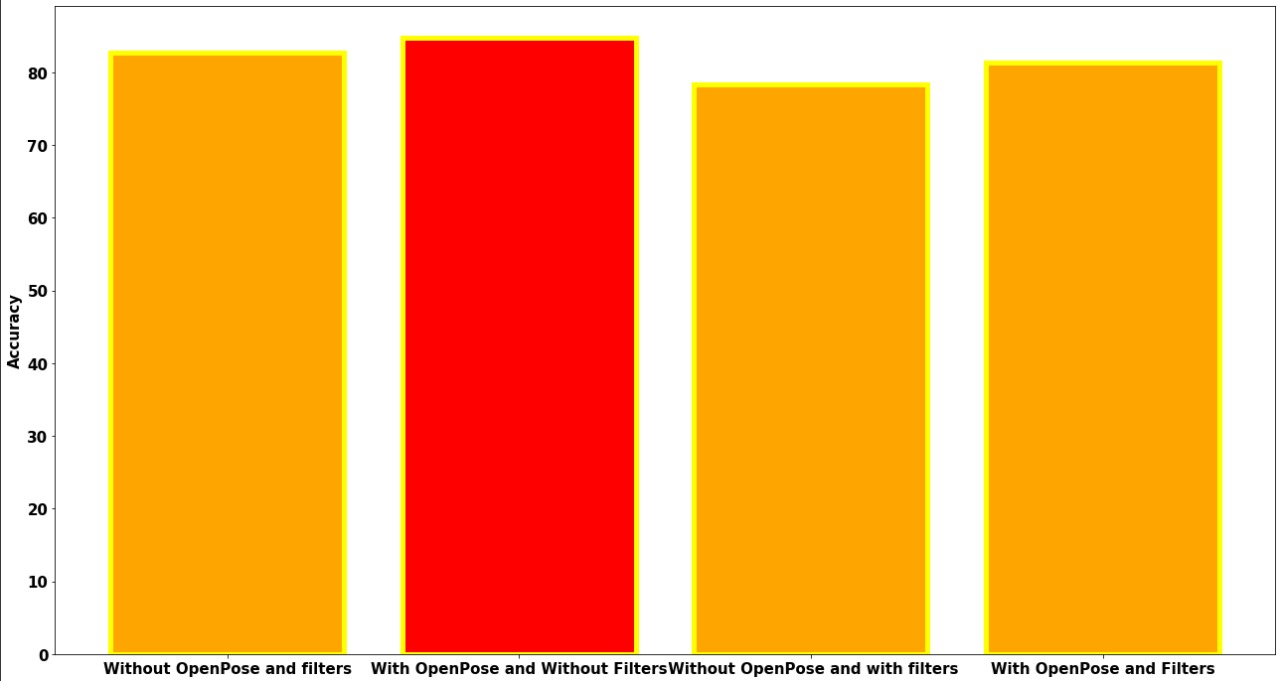 Accuracy
80
70
60
50
40
30
20
10
0
Without OpenPose and filters
With OpenPose and Without Filters
Without OpenPose and with filters
With OpenPose and Filters